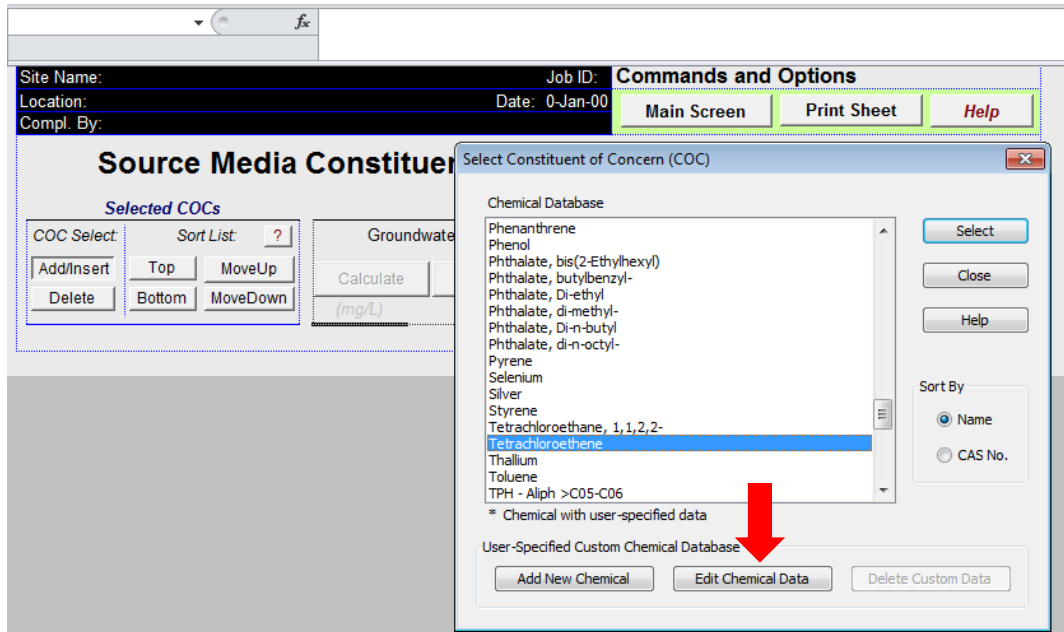 fx
Site Name: Job ID: Commands and Options
Location: Date: 0-Jan-00
Compl. By:
Main Screen Print Sheet Help
Source Media Constituen
Selected COCs
COC Select: Sort List: ?
Add/Insert Top MoveUp
Delete Bottom MoveDown
Groundwate
Calculate
(mg/L)
Select Constituent of Concern (COC)
Chemical Database
Phenanthrene
Phenol
Phthalate, bis(2-Ethylhexyl)
Phthalate, butylbenzyl-
Phthalate, Di-ethyl
Phthalate, di-methyl-
Phthalate, Di-n-butyl
Phthalate, di-n-octyl-
Pyrene
Selenium
Silver
Styrene
Tetrachloroethane, 1,1,2,2-
Tetrachloroethene
Thallium
Toluene
TPH - Aliph >C05-C06
* Chemical with user-specified data
Select
Close
Help
Sort By
Name
CAS No.
User-Specified Custom Chemical Database
Add New Chemical Edit Chemical Data Delete Custom Data